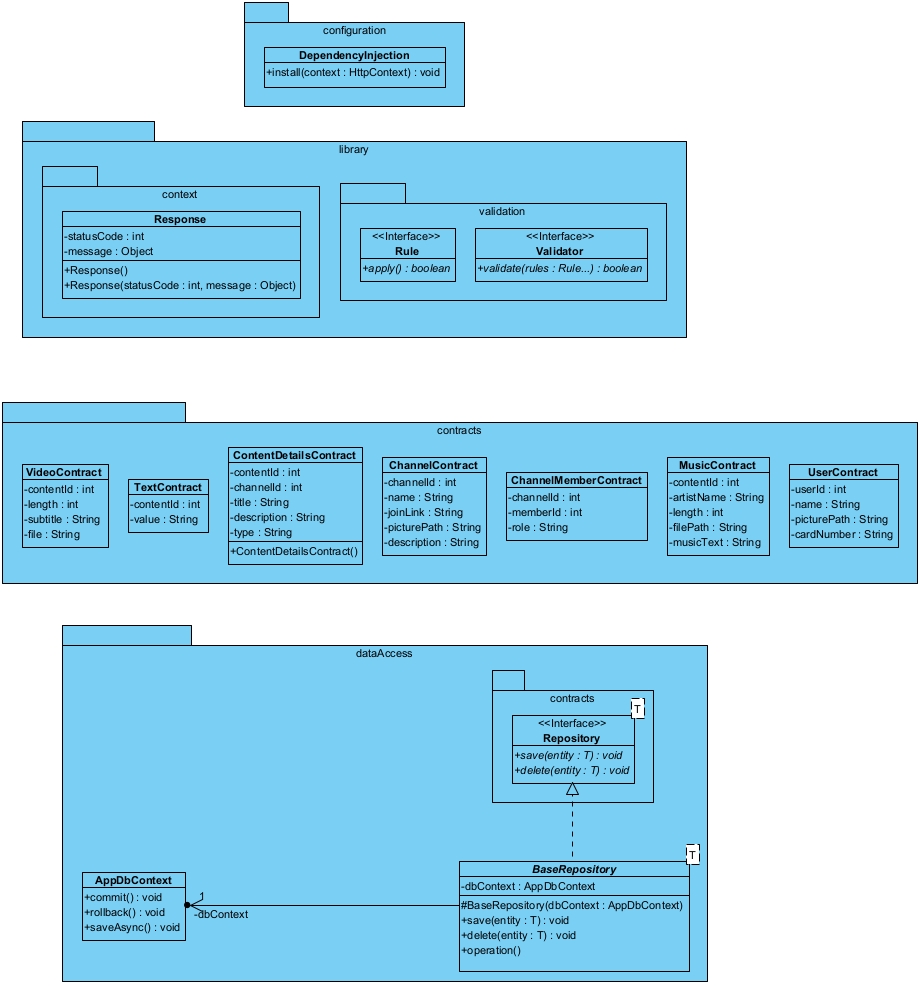 configuration
DependencyInjection
+install(context : HttpContext) : void
library
context
Response
-statusCode : int
-message : Object
+Response()
+Response(statusCode : int, message : Object)
validation
<<Interface>>
Rule
+apply() : boolean
<<Interface>>
Validator
+validate(rules : Rule...) : boolean
contracts
VideoContract
-contentId : int
-length : int
-subtitle : String
-file : String
TextContract
-contentId : int
-value : String
ContentDetailsContract
-contentId : int
-channelId : int
-title : String
-description : String
-type : String
+ContentDetailsContract()
ChannelContract
-channelId : int
-name : String
-joinLink : String
-picturePath : String
-description : String
ChannelMemberContract
-channelId : int
-memberId : int
-role : String
MusicContract
-contentId : int
-artistName : String
-length : int
-filePath : String
-musicText : String
UserContract
-userId : int
-name : String
-picturePath : String
-cardNumber : String
dataAccess
contracts
T
<<Interface>>
Repository
+save(entity : T) : void
+delete(entity : T) : void
AppDbContext
+commit() : void
+rollback() : void
+saveAsync() : void
1
-dbContext
T
BaseRepository
-dbContext : AppDbContext
#BaseRepository(dbContext : AppDbContext)
+save(entity : T) : void
+delete(entity : T) : void
+operation()